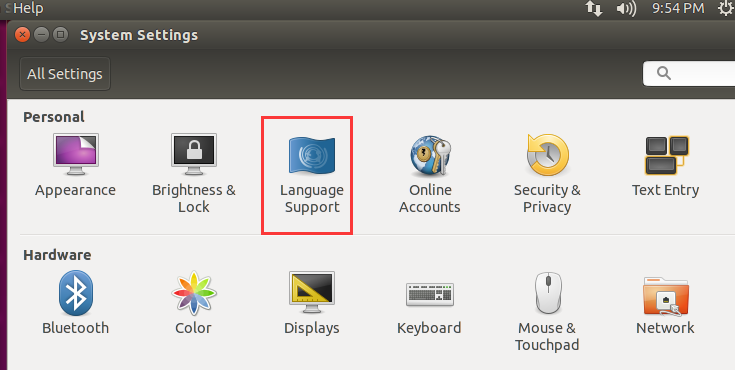 Help
9:54 PM
System Settings
All Settings
Personal
Appearance
Brightness &
Lock
Language
Support
Online
Accounts
Security &
Privacy
Text Entry
Hardware
Bluetooth
Color
Displays
Keyboard
Mouse &
Touchpad
Network